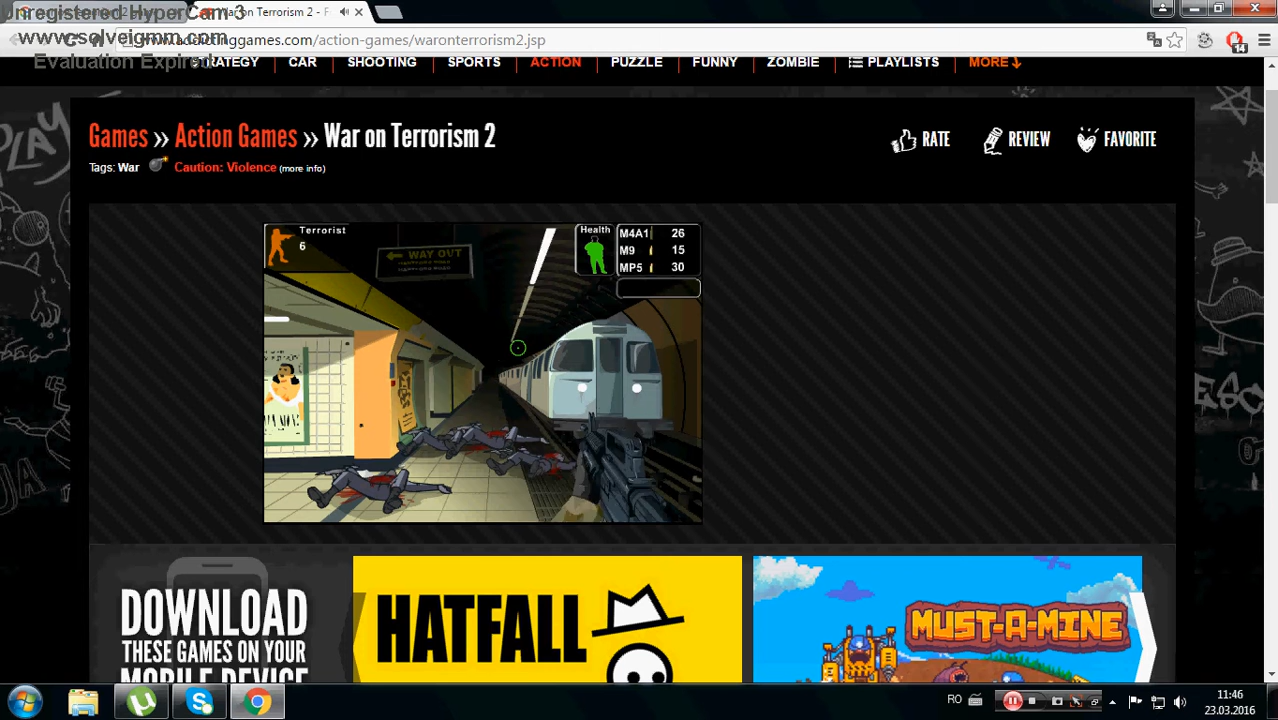 Unregistered HyperCam 3
War on Terrorism 2 - F
www.solveigmm.com
Evaluation Expired
games.com/action-games/waronterrorism2.jsp
14
STRATEGY
CAR
SHOOTING
SPORTS
ACTION
PUZZLE
FUNNY
ZOMBIE
PLAYLISTS
MORE
Games » Action Games » War on Terrorism 2
RATE
REVIEW
FAVORITE
Tags: War
Caution: Violence (more info)
Terrorist
6
WAY OUT
Health
M4A1 26
M9 15
MP5 30
DOWNLOAD
THESE GAMES ON YOUR
MOBILE DEVICE
HATFALL
MUST-A-MINE
RO
11:46
23.03.2016